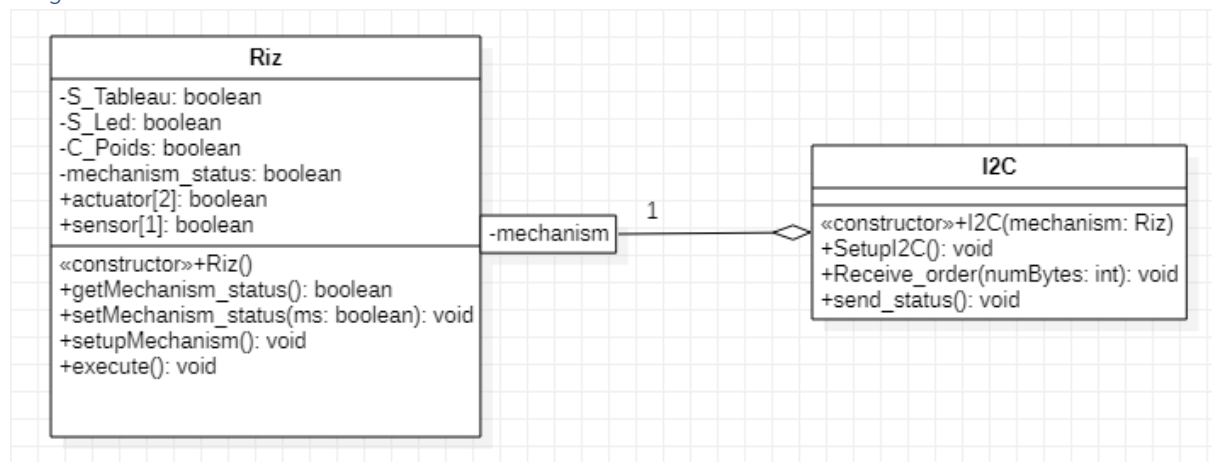 Riz
-S_Tableau: boolean
-S_Led: boolean
-C_Poids: boolean
-mechanism_status: boolean
+actuator[2]: boolean
+sensor[1]: boolean
«constructor»+Riz()
+getMechanism_status(): boolean
+setMechanism_status(ms: boolean): void
+setupMechanism(): void
+execute(): void
-mechanism
1
I2C
«constructor»+I2C(mechanism: Riz)
+SetupI2C(): void
+Receive_order(numBytes: int): void
+send_status(): void